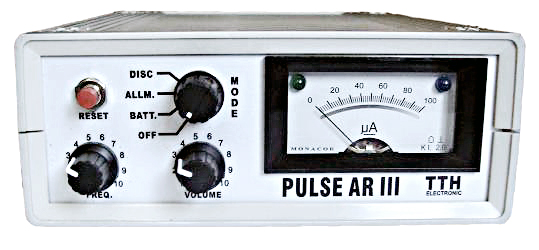 DISC
ALLM.
BATT.
OFF
MODE
RESET
3 4 5 6 7 8 9 10
FREQ.
3 4 5 6 7 8 9 10
VOLUME
0 20 40 60 80 100
µA
MONACOR
PULSE AR III
TTH
ELECTRONIC